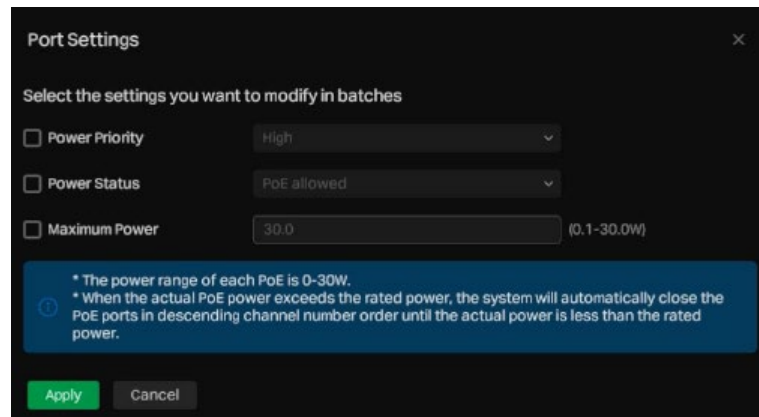 Port Settings
Select the settings you want to modify in batches
Power Priority High
Power Status PoE allowed
Maximum Power 30.0 (0.1-30.0W)
* The power range of each PoE is 0-30W.
* When the actual PoE power exceeds the rated power, the system will automatically close the
PoE ports in descending channel number order until the actual power is less than the rated
power.
Apply Cancel